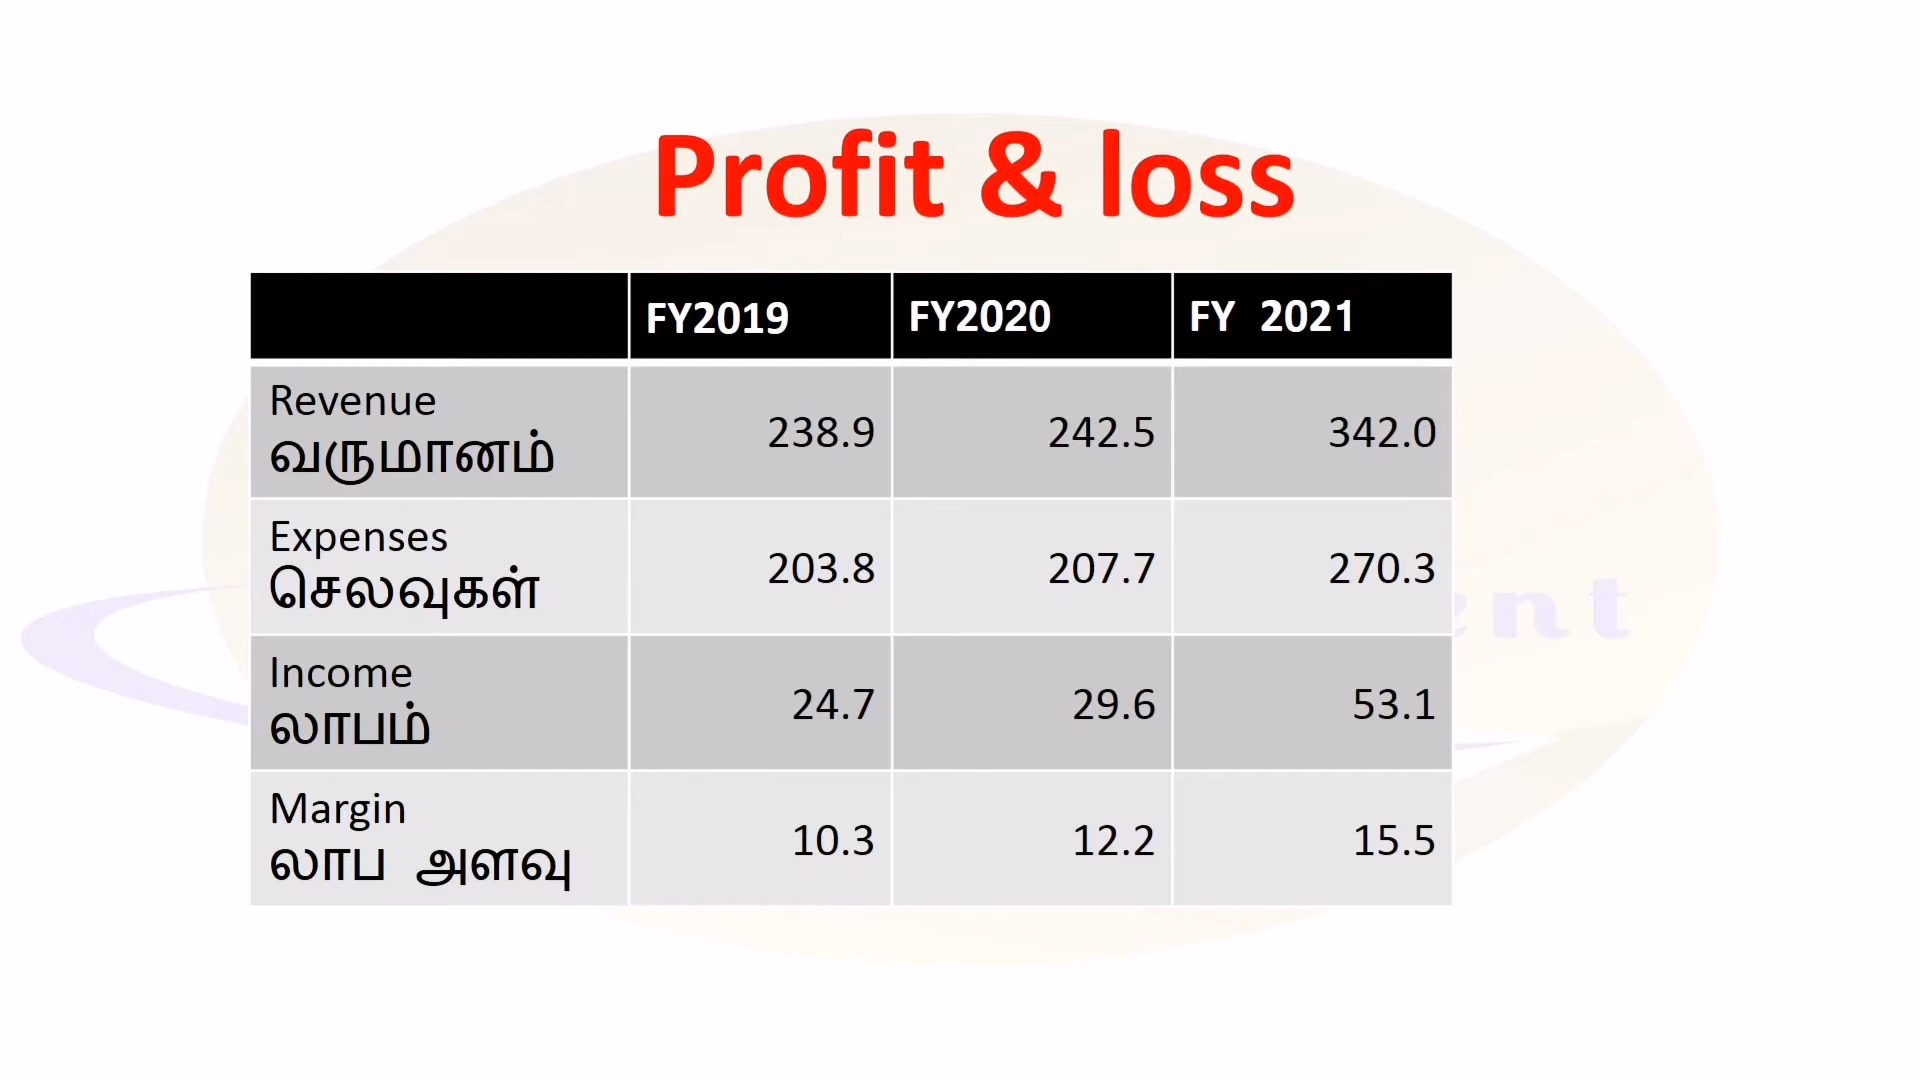 Profit & loss
FY2019 FY2020 FY 2021
Revenue
வருமானம் 238.9 242.5 342.0
Expenses
செலவுகள் 203.8 207.7 270.3
Income
லாபம் 24.7 29.6 53.1
Margin
லாப அளவு 10.3 12.2 15.5